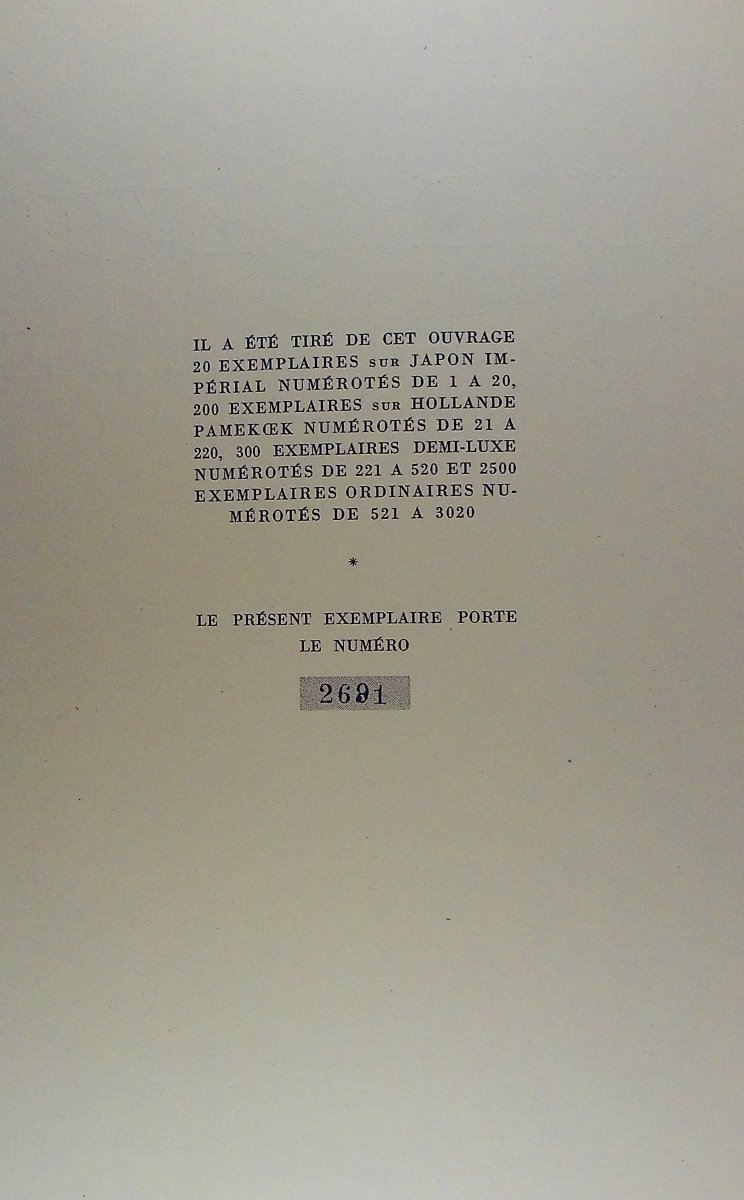 IL A ÉTÉ TIRÉ DE CET OUVRAGE
20 EXEMPLAIRES SUR JAPON IM-
PÉRIAL NUMÉROTÉS DE 1 A 20,
200 EXEMPLAIRES SUR HOLLANDE
PAMEKŒK NUMÉROTÉS DE 21 A
220, 300 EXEMPLAIRES DEMI-LUXE
NUMÉROTÉS DE 221 A 520 ET 2500
EXEMPLAIRES ORDINAIRES NU-
MÉROTÉS DE 521 A 3020
*
LE PRÉSENT EXEMPLAIRE PORTE
LE NUMÉRO
2691